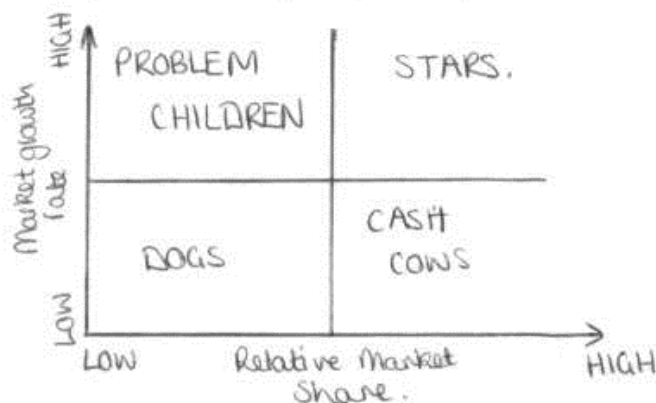 HIGH
Market growth
rate
LOW
PROBLEM
CHILDREN
STARS.
DOGS
CASH
COWS
LOW
Relative Market
Share.
HIGH